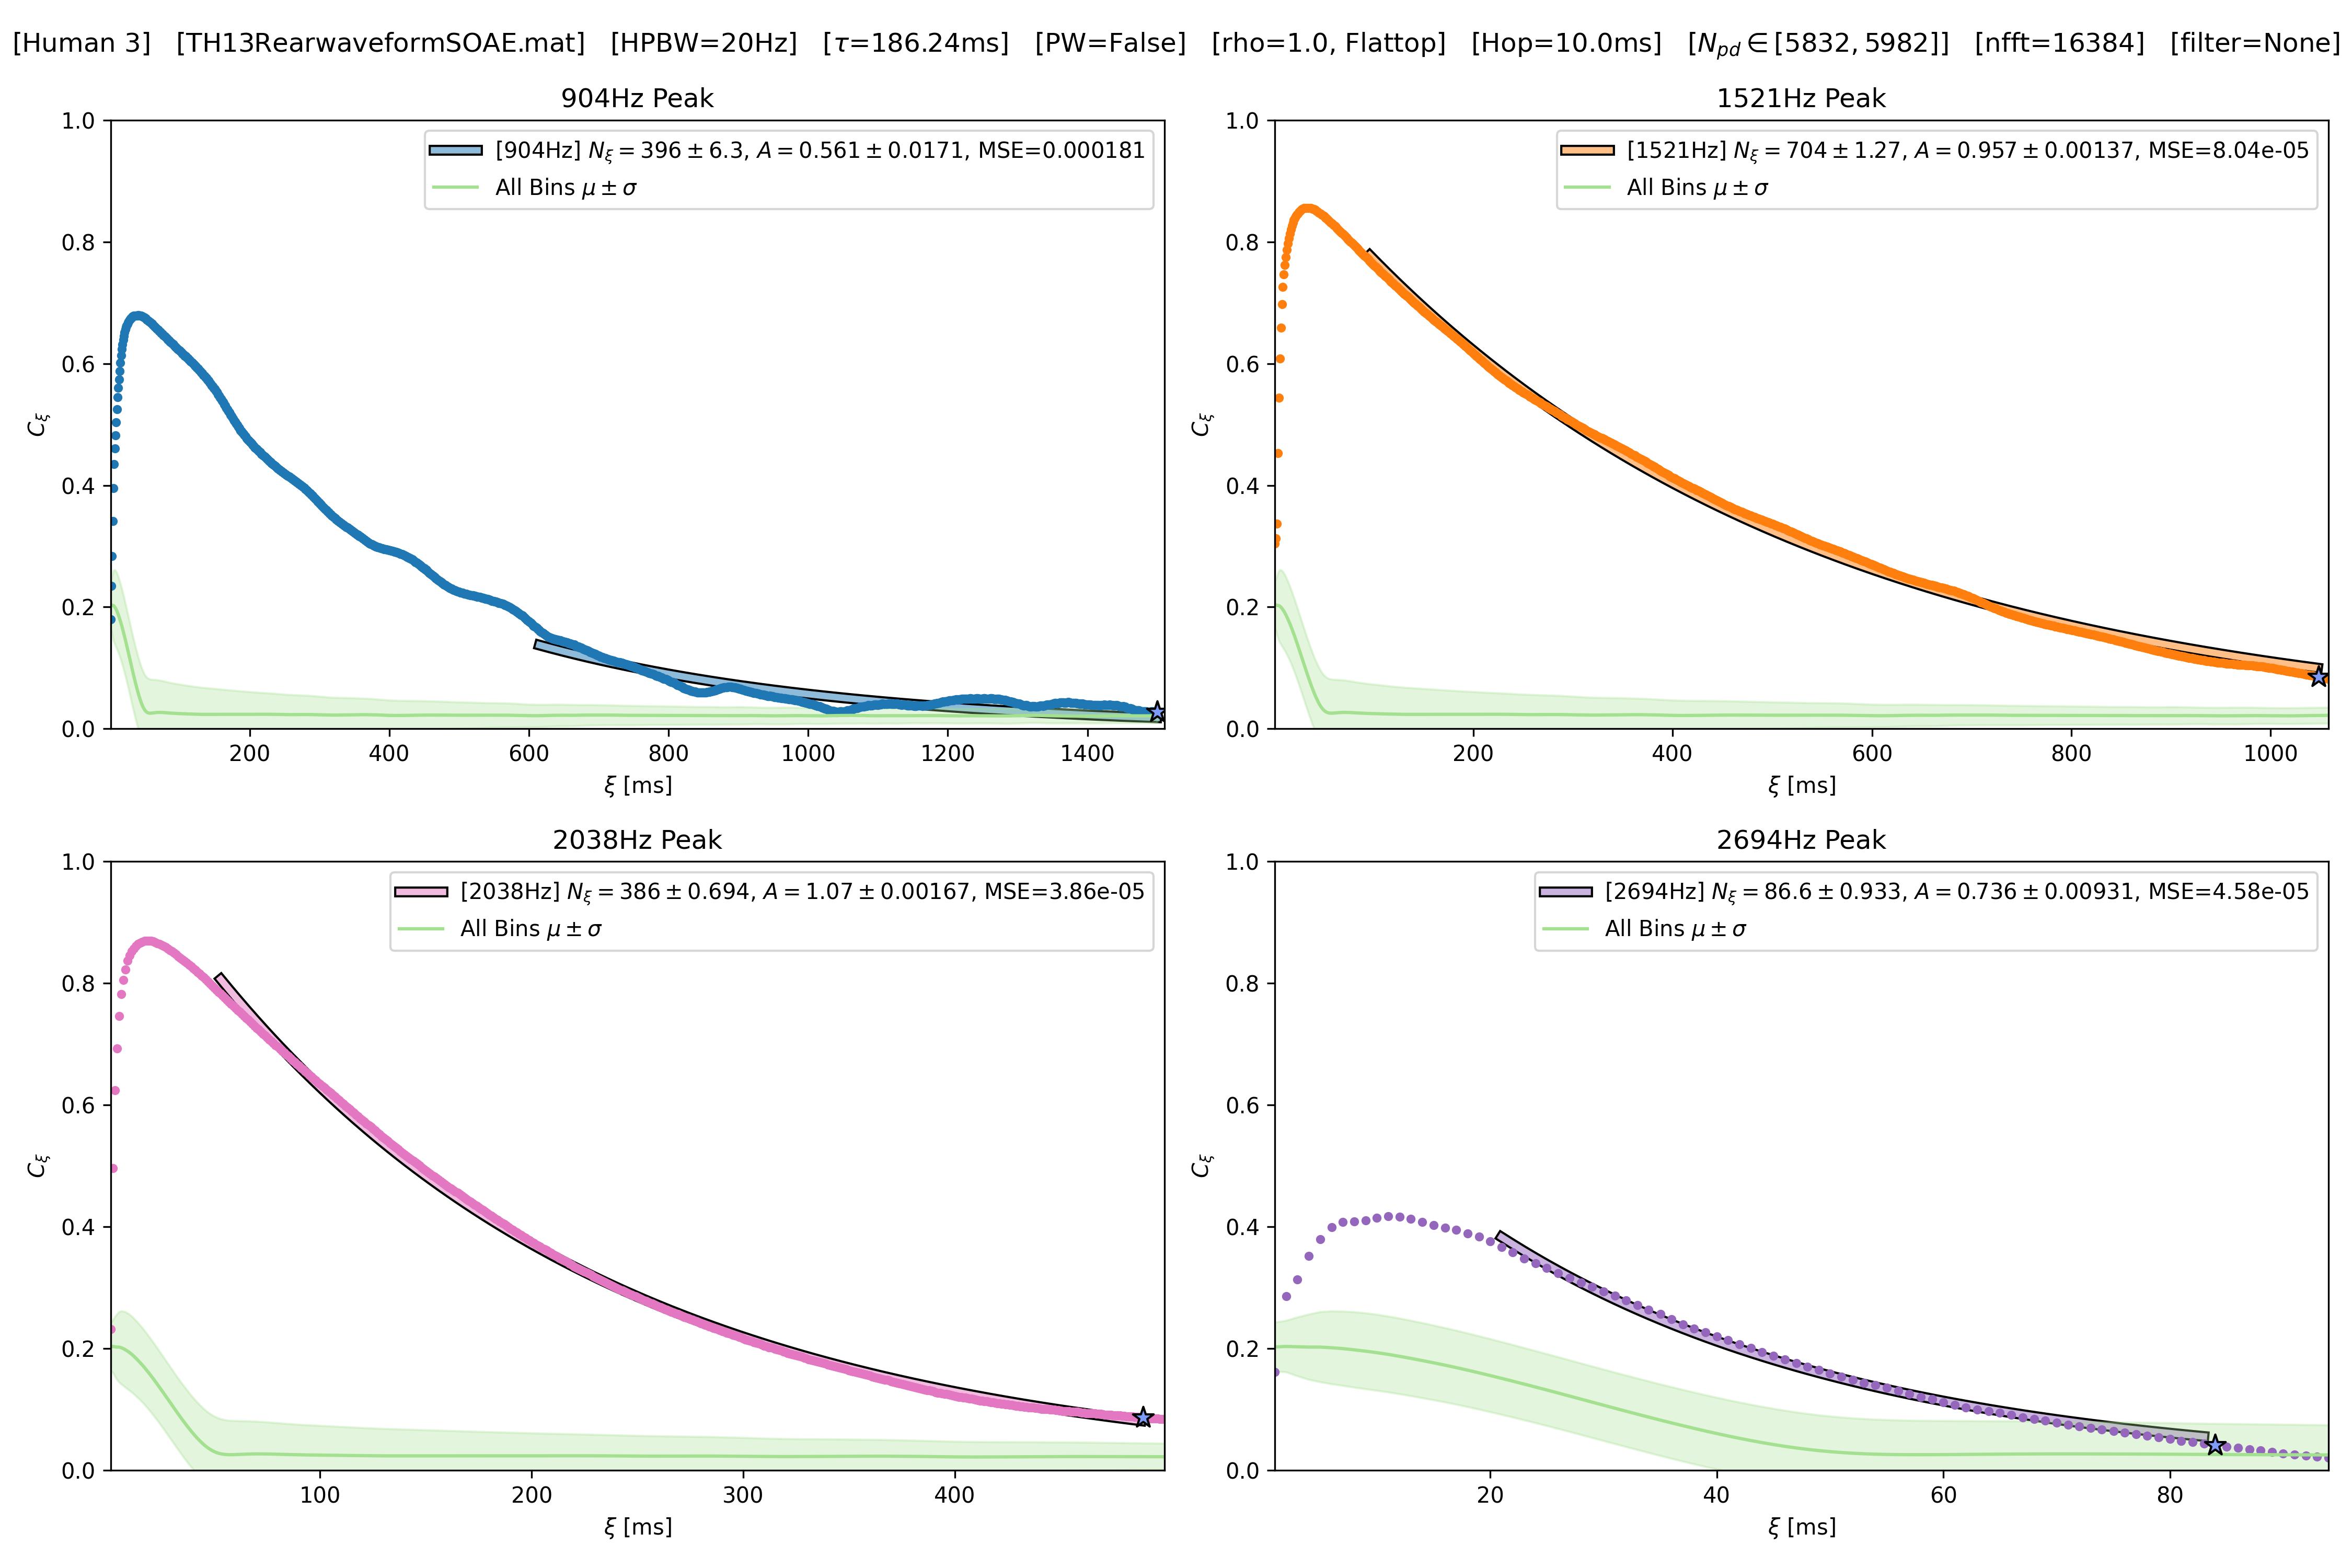 [Human 3] [TH13RearwaveformSOAE.mat] [HPBW=20Hz] [τ=186.24ms] [PW=False] [rho=1.0, Flattop] [Hop=10.0ms] [N_pd ∈ [5832, 5982]] [nfft=16384] [filter=None]
904Hz Peak
[904Hz] N_ξ = 396 ± 6.3, A = 0.561 ± 0.0171, MSE=0.000181
All Bins μ ± σ
1.0
0.8
0.6
0.4
0.2
0.0
C_ξ
200 400 600 800 1000 1200 1400
ξ [ms]
1521Hz Peak
[1521Hz] N_ξ = 704 ± 1.27, A = 0.957 ± 0.00137, MSE=8.04e-05
All Bins μ ± σ
1.0
0.8
0.6
0.4
0.2
0.0
C_ξ
200 400 600 800 1000
ξ [ms]
2038Hz Peak
[2038Hz] N_ξ = 386 ± 0.694, A = 1.07 ± 0.00167, MSE=3.86e-05
All Bins μ ± σ
1.0
0.8
0.6
0.4
0.2
0.0
C_ξ
100 200 300 400
ξ [ms]
2694Hz Peak
[2694Hz] N_ξ = 86.6 ± 0.933, A = 0.736 ± 0.00931, MSE=4.58e-05
All Bins μ ± σ
1.0
0.8
0.6
0.4
0.2
0.0
C_ξ
20 40 60 80
ξ [ms]